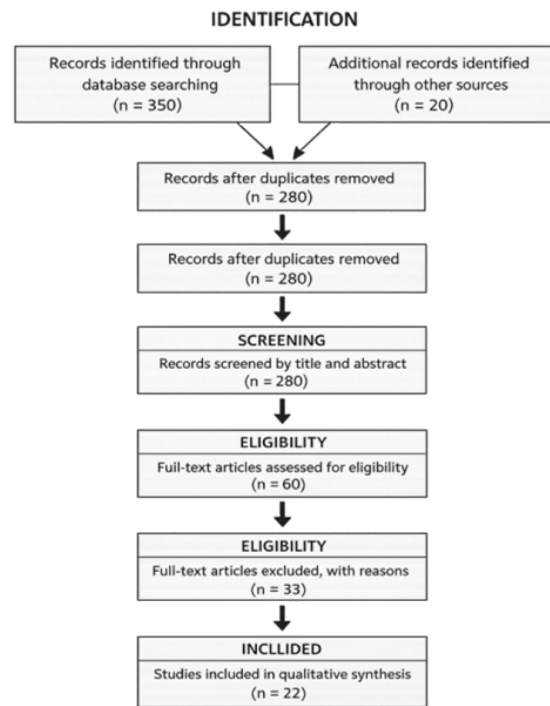 IDENTIFICATION
Records identified through
database searching
(n = 350)
Additional records identified
through other sources
(n = 20)
Records after duplicates removed
(n = 280)
Records after duplicates removed
(n = 280)
SCREENING
Records screened by title and abstract
(n = 280)
ELIGIBILITY
Full-text articles assessed for eligibility
(n = 60)
ELIGIBILITY
Full-text articles excluded, with reasons
(n = 33)
INCLLIDED
Studies included in qualitative synthesis
(n = 22)